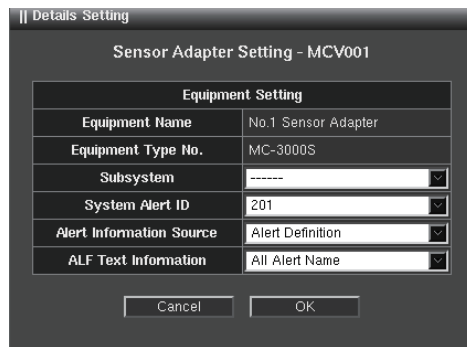 || Details Setting
Sensor Adapter Setting - MCV001
Equipment Setting
Equipment Name No.1 Sensor Adapter
Equipment Type No. MC-3000S
Subsystem ------
System Alert ID 201
Alert Information Source Alert Definition
ALF Text Information All Alert Name
Cancel OK